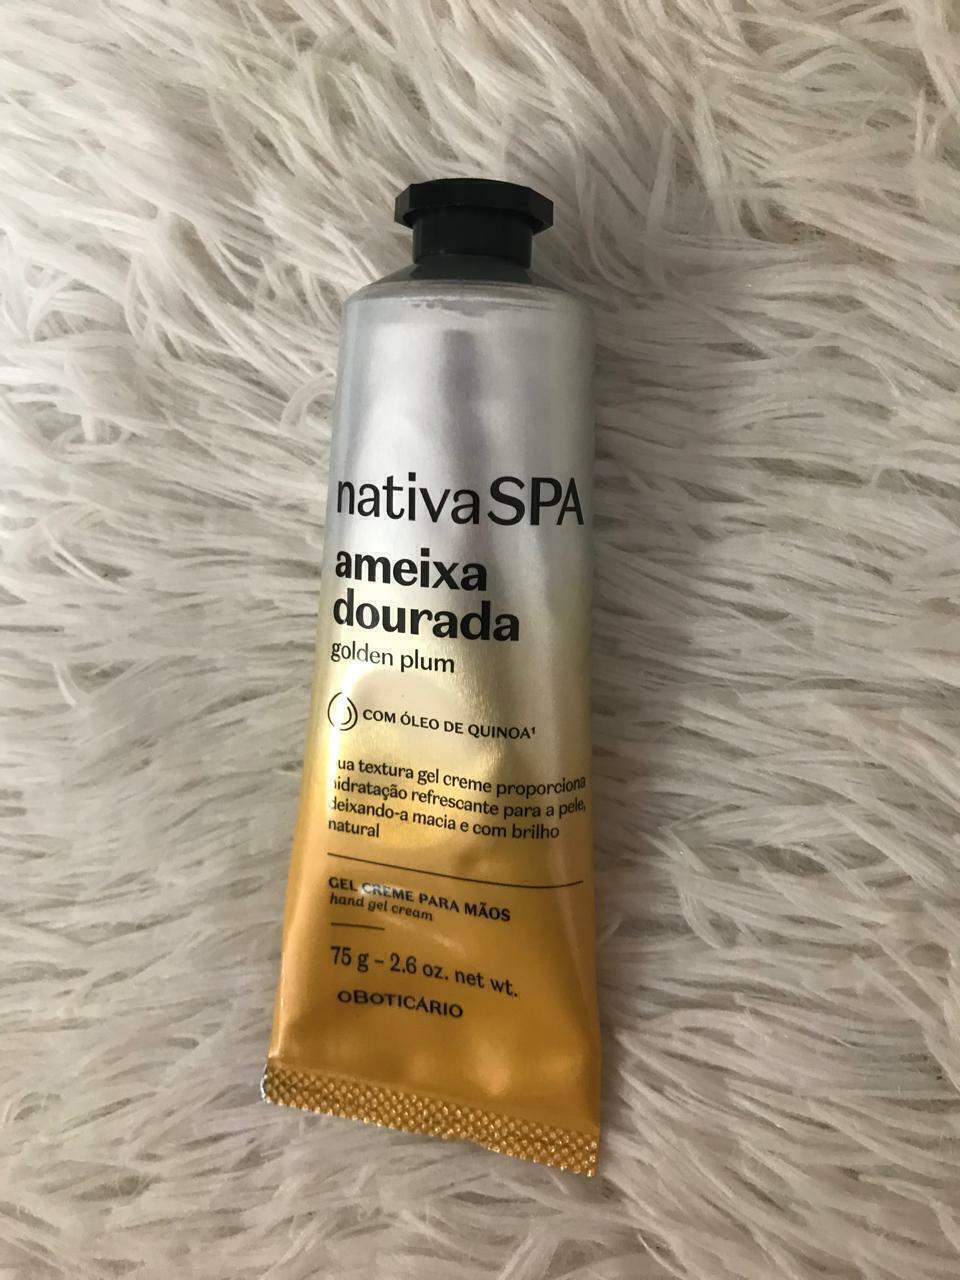 nativaSPA
ameixa
dourada
golden plum
COM ÓLEO DE QUINOA¹
ua textura gel creme proporciona
hidratação refrescante para a pele,
deixando-a macia e com brilho
natural
GEL CREME PARA MÃOS
hand gel cream
75 g – 2.6 oz. net wt.
oBOTICÁRIO